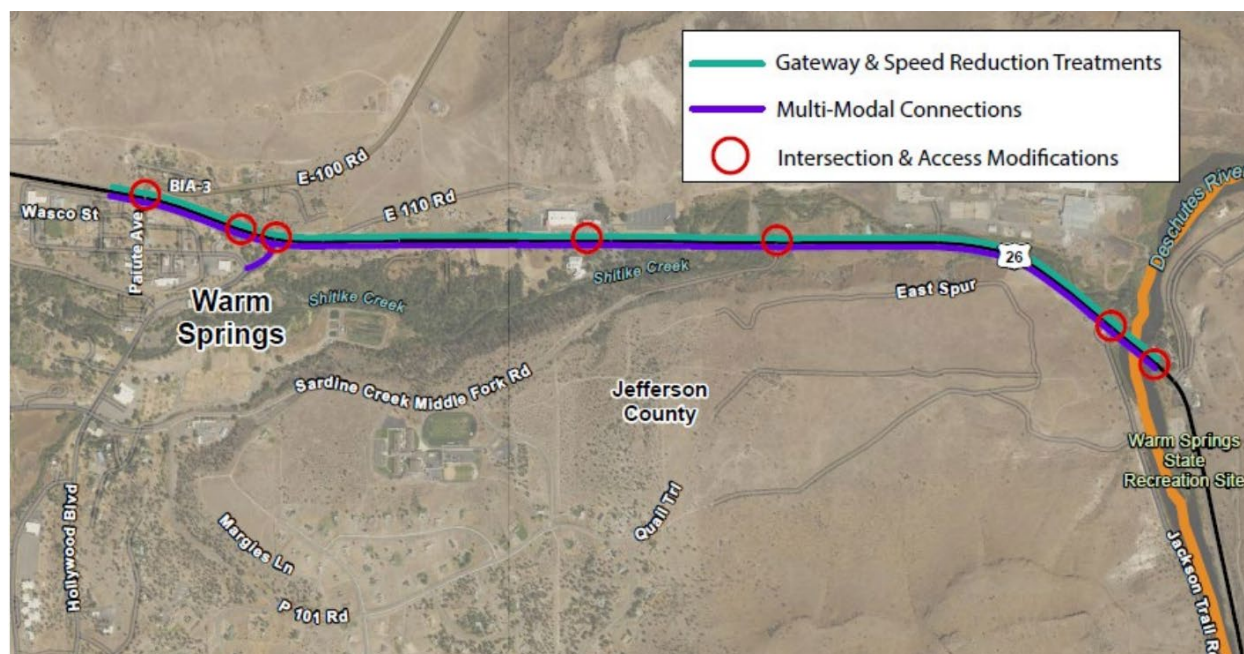 Gateway & Speed Reduction Treatments
Multi-Modal Connections
Intersection & Access Modifications
E-100 Rd
BIA-3
Wasco St
Paiute Ave
E 110 Rd
Deschutes River
26
Shitike Creek
Shitike Creek
East Spur
Warm
Springs
Sardine Creek Middle Fork Rd
Jefferson
County
Warm Springs
State
Recreation Site
Quail Trl
Hollywood Blvd
Margies Ln
P 101 Rd
Jackson Trail R